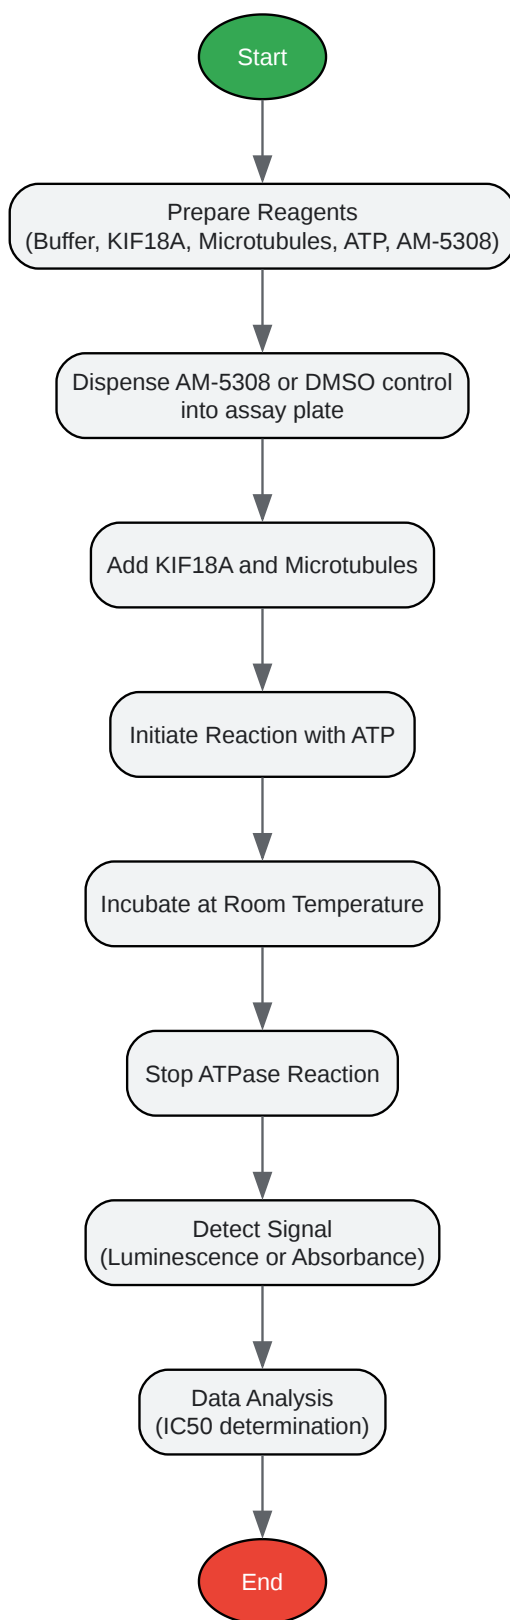 Start
Prepare Reagents
(Buffer, KIF18A, Microtubules, ATP, AM-5308)
Dispense AM-5308 or DMSO control
into assay plate
Add KIF18A and Microtubules
Initiate Reaction with ATP
Incubate at Room Temperature
Stop ATPase Reaction
Detect Signal
(Luminescence or Absorbance)
Data Analysis
(IC50 determination)
End